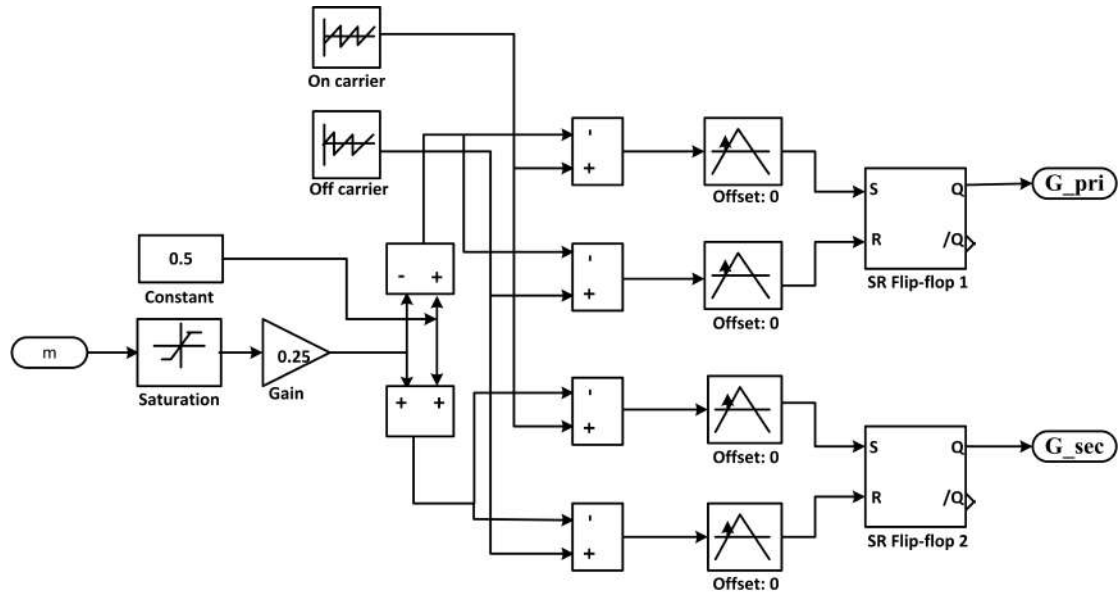 On carrier
Off carrier
-
+
Offset: 0
S
Q
R
/Q
SR Flip-flop 1
G_pri
0.5
Constant
- +
-
+
Offset: 0
m
Saturation
0.25
Gain
+ +
-
+
Offset: 0
S
Q
R
/Q
SR Flip-flop 2
G_sec
-
+
Offset: 0